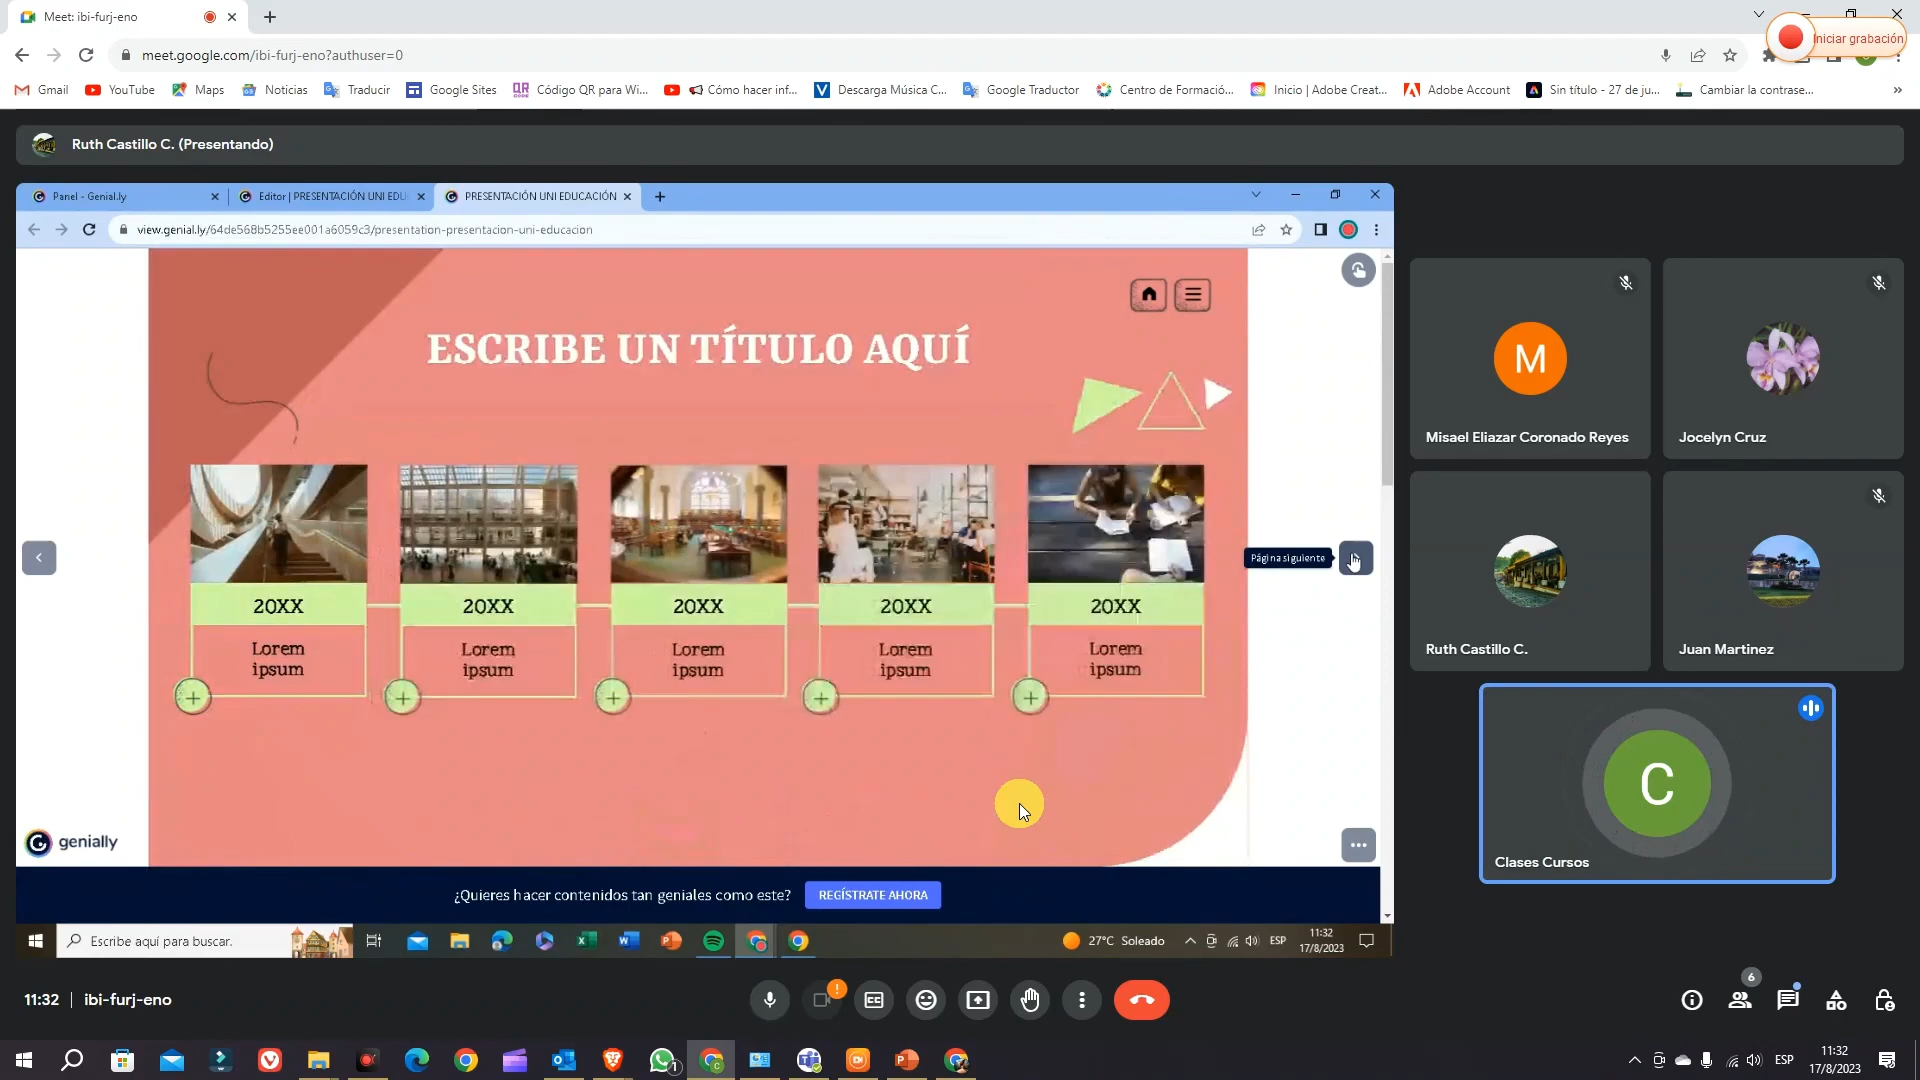 Meet: ibi-furj-eno
Iniciar grabación
meet.google.com/ibi-furj-eno?authuser=0
Gmail
YouTube
Maps
Noticias
Traducir
Google Sites
Código QR para Wi...
Cómo hacer inf...
Descarga Música C...
Google Traductor
Centro de Formació...
Inicio | Adobe Creat...
Adobe Account
Sin título - 27 de ju...
Cambiar la contrase...
»
Ruth Castillo C. (Presentando)
Panel - Genial.ly
Editor | PRESENTACIÓN UNI EDU
PRESENTACIÓN UNI EDUCACIÓN
view.genial.ly/64de568b5255ee001a6059c3/presentation-presentacion-uni-educacion
ESCRIBE UN TÍTULO AQUÍ
20XX
Lorem
ipsum
20XX
Lorem
ipsum
20XX
Lorem
ipsum
20XX
Lorem
ipsum
20XX
Lorem
ipsum
Página siguiente
genially
¿Quieres hacer contenidos tan geniales como este?
REGÍSTRATE AHORA
Escribe aquí para buscar.
27°C Soleado
ESP
11:32
17/8/2023
M
Misael Eliazar Coronado Reyes
Jocelyn Cruz
Ruth Castillo C.
Juan Martinez
C
Clases Cursos
11:32 | ibi-furj-eno
6
1
ESP
11:32
17/8/2023